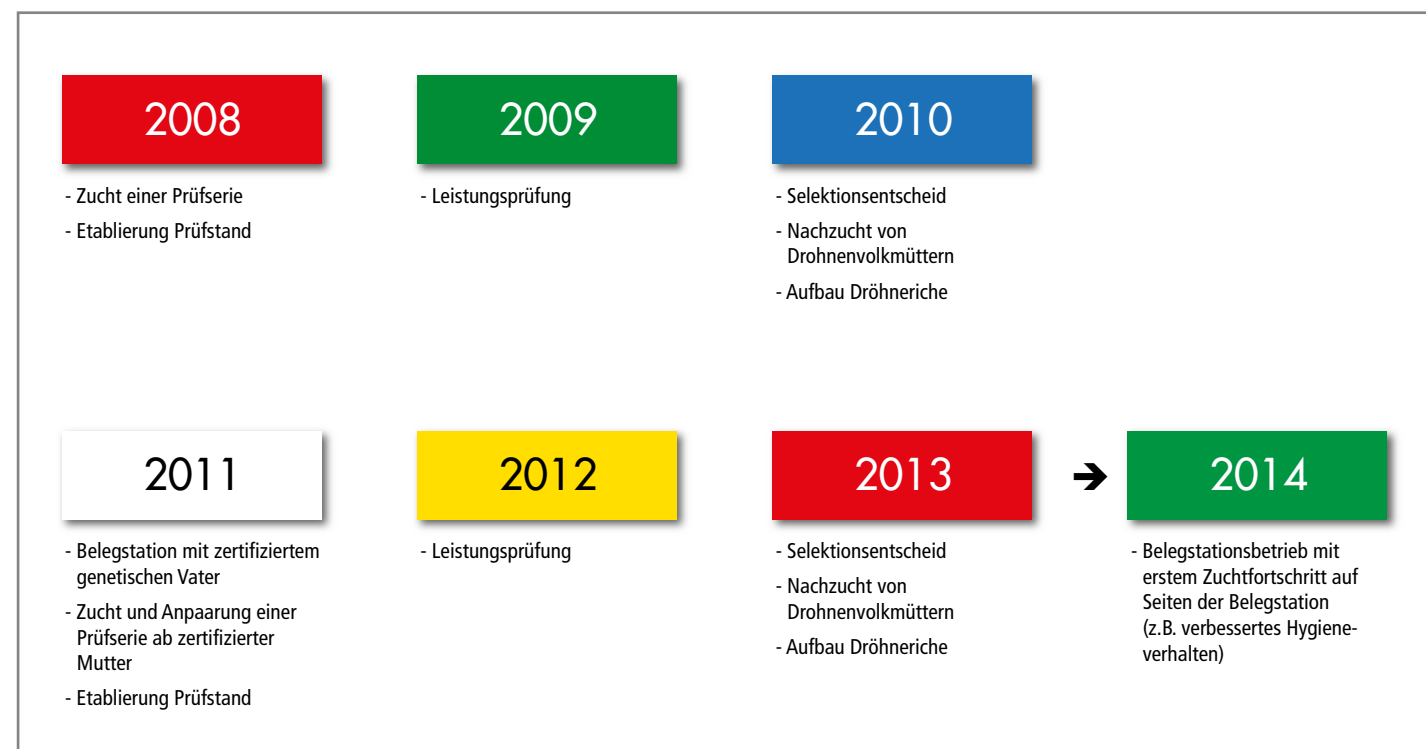 2008
- Zucht einer Prüfserie
- Etablierung Prüfstand
2009
- Leistungsprüfung
2010
- Selektionsentscheid
- Nachzucht von
Drohnenvolkmüttern
- Aufbau Dröhneriche
2011
- Belegstation mit zertifiziertem
genetischen Vater
- Zucht und Anpaarung einer
Prüfserie ab zertifizierter
Mutter
- Etablierung Prüfstand
2012
- Leistungsprüfung
2013
- Selektionsentscheid
- Nachzucht von
Drohnenvolkmüttern
- Aufbau Dröhneriche
➔
2014
- Belegstationsbetrieb mit
erstem Zuchtfortschritt auf
Seiten der Belegstation
(z.B. verbessertes Hygiene-
verhalten)